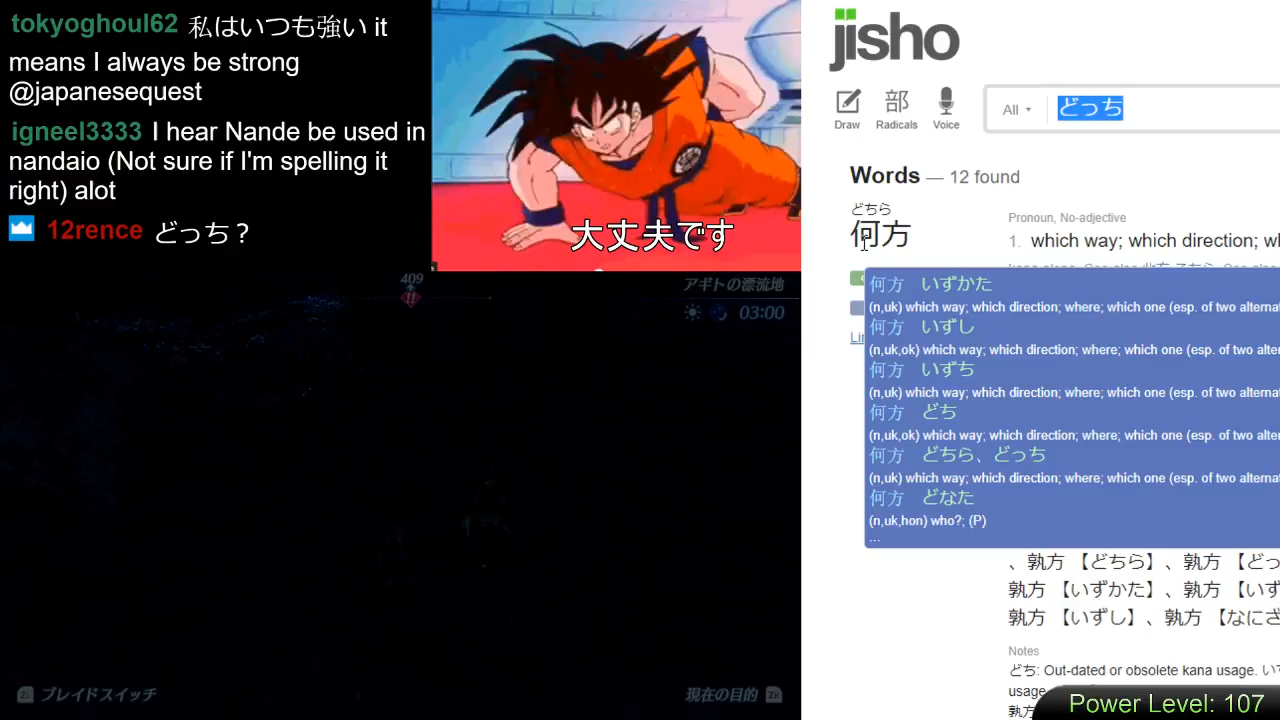 tokyoghoul62 私はいつも強い it
means I always be strong
@japanesequest
igneel3333 I hear Nande be used in
nandaio (Not sure if I'm spelling it
right) alot
12rence どっち？
大丈夫です
409
!!
アギトの漂流地
03:00
ZL ブレイドスイッチ
現在の目的 ZR
jisho
Draw
部
Radicals
Voice
All
どっち
Words — 12 found
どちら
何方
Pronoun, No-adjective
1. which way; which direction; wh
何方 いずかた
(n,uk) which way; which direction; where; which one (esp. of two alterna
何方 いずし
(n,uk,ok) which way; which direction; where; which one (esp. of two alterna
何方 いずち
(n,uk) which way; which direction; where; which one (esp. of two alterna
何方 どち
(n,uk,ok) which way; which direction; where; which one (esp. of two alte
何方 どちら、どっち
(n,uk) which way; which direction; where; which one (esp. of two alterna
何方 どなた
(n,uk,hon) who?; (P)
...
、孰方 【どちら】、孰方 【どっ
孰方 【いずかた】、孰方 【いず
孰方 【いずし】、孰方 【なにざ
Notes
どち: Out-dated or obsolete kana usage. いず
usage.
孰方
Power Level: 107